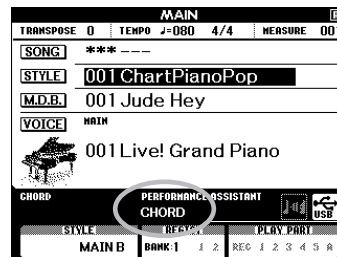 MAIN
TRANSPOSE 0 TEMPO ♩=080 4/4 MEASURE 00
SONG *** ---
STYLE 001 ChartPianoPop
M.D.B. 001 Jude Hey
VOICE MAIN
001 Live! Grand Piano
CHORD PERFORMANCE ASSISTANT
CHORD
USB
STYLE REGIST PLAY PART
MAIN B BANK:1 1 2 REC 1 2 3 4 5 A